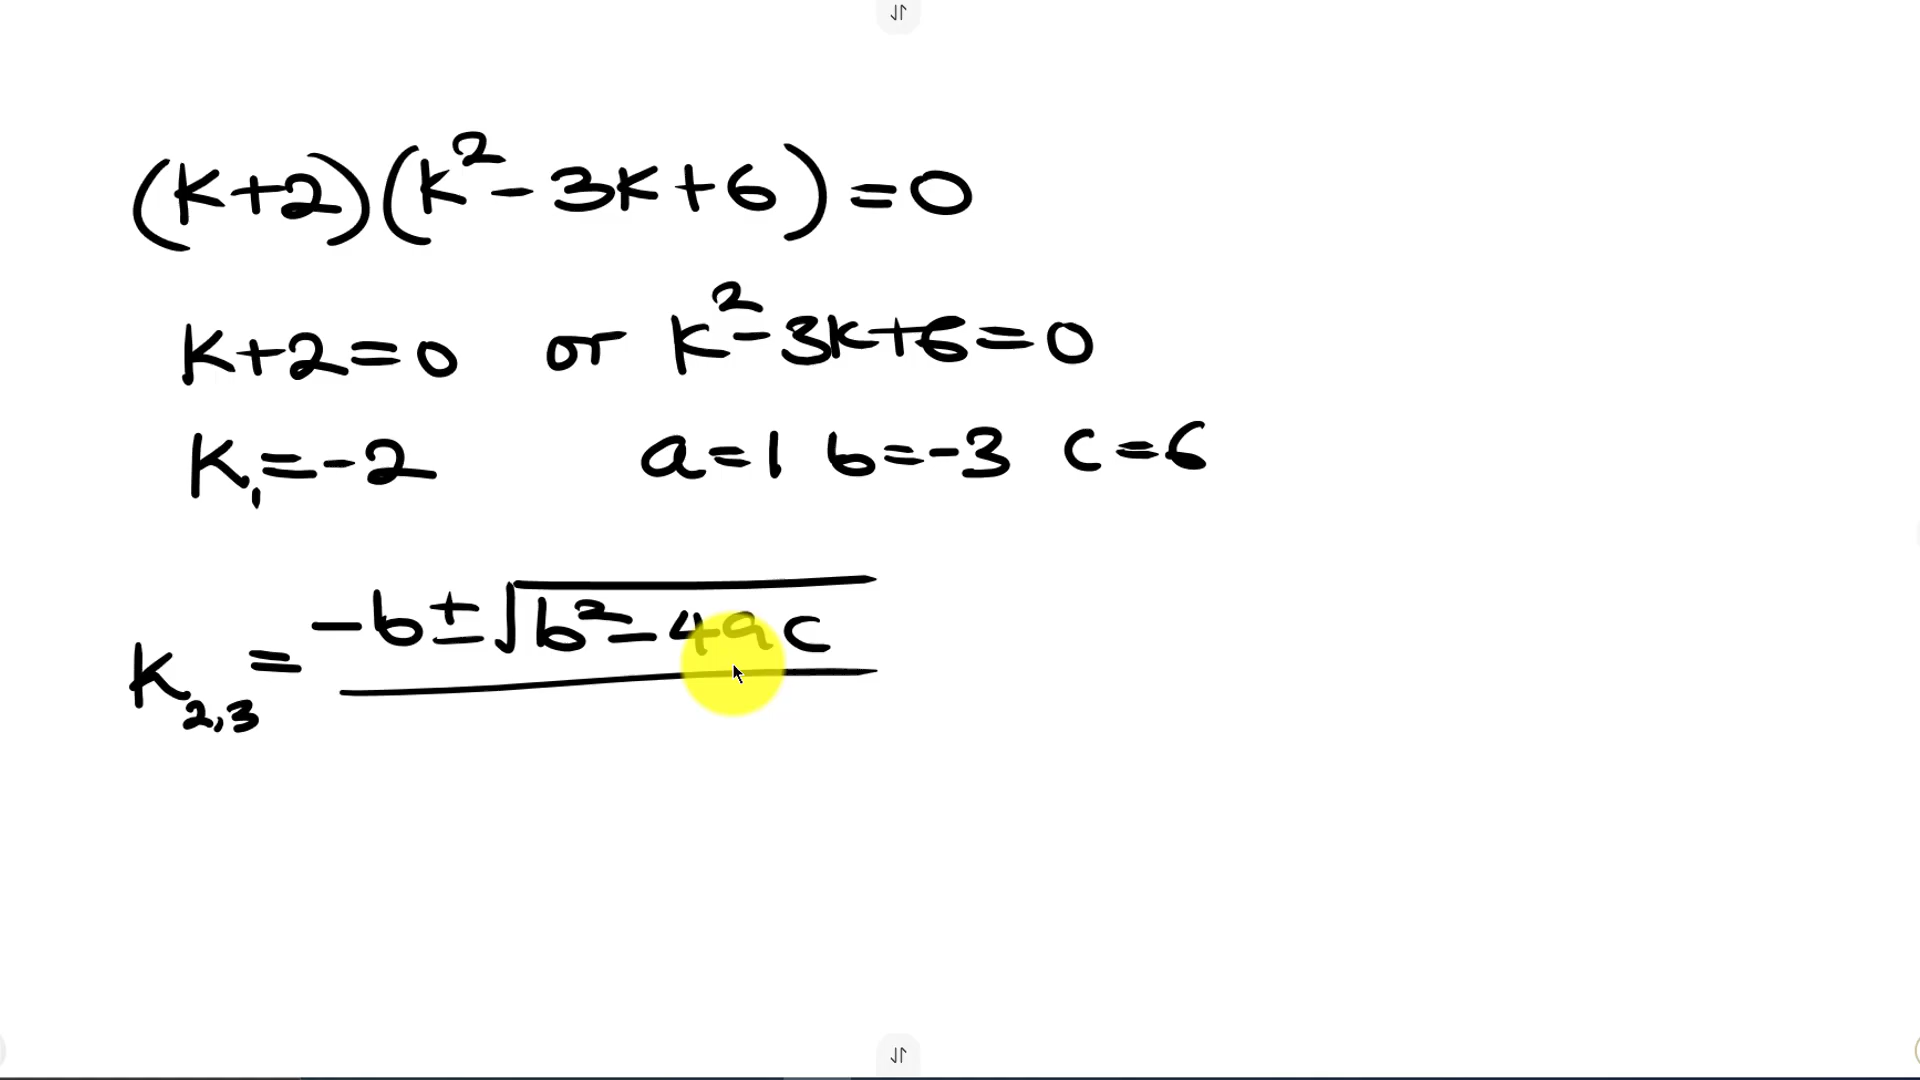 (k+2)(k²-3k+6)=0
k+2=0 or k²-3k+6=0
k₁=-2 a=1 b=-3 c=6
-b±√b²-4ac
k₂,₃=